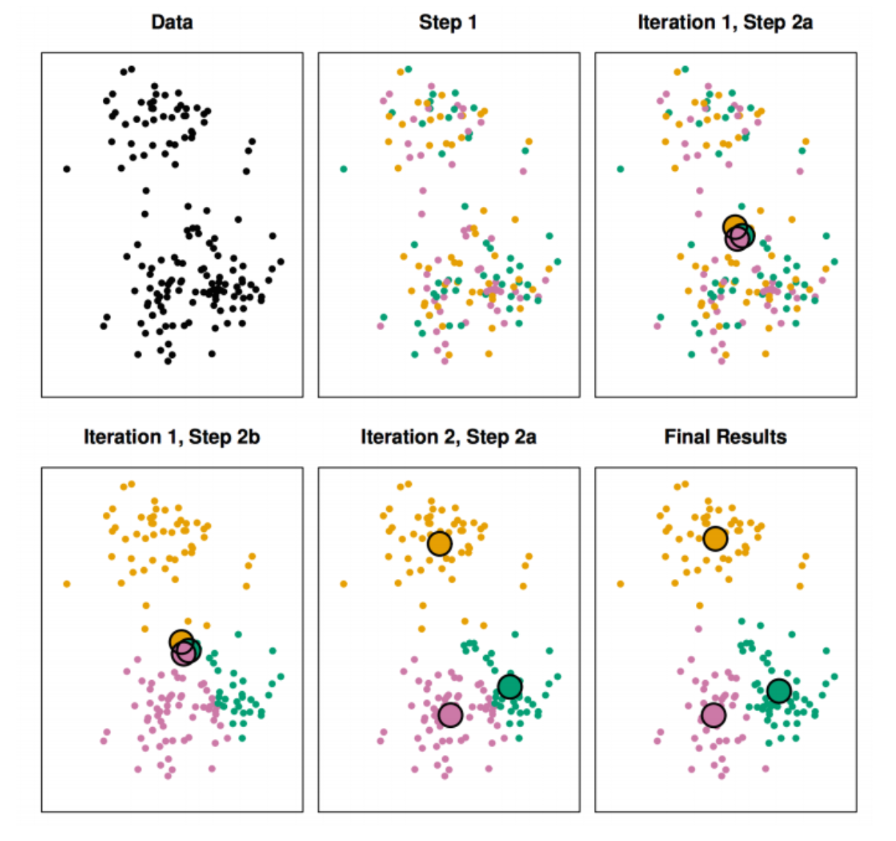 Data
Step 1
Iteration 1, Step 2a
Iteration 1, Step 2b
Iteration 2, Step 2a
Final Results